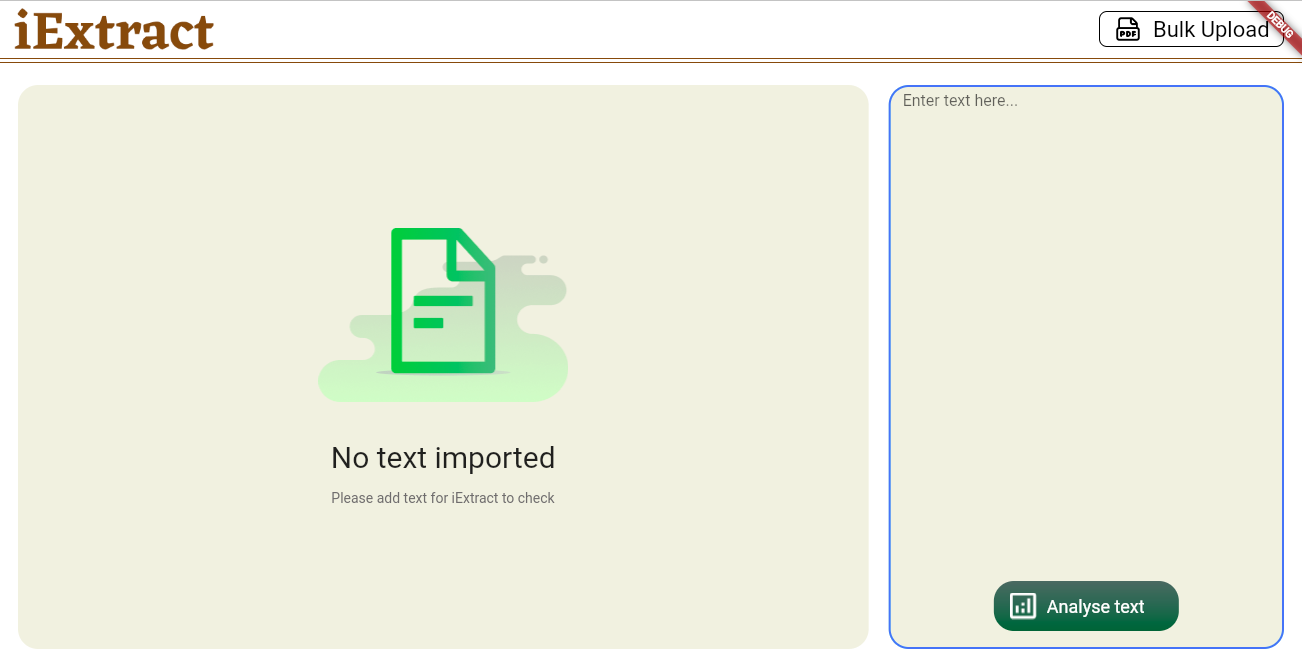 iExtract
PDF
Bulk Upload
DEBUG
Enter text here...
No text imported
Please add text for iExtract to check
Analyse text